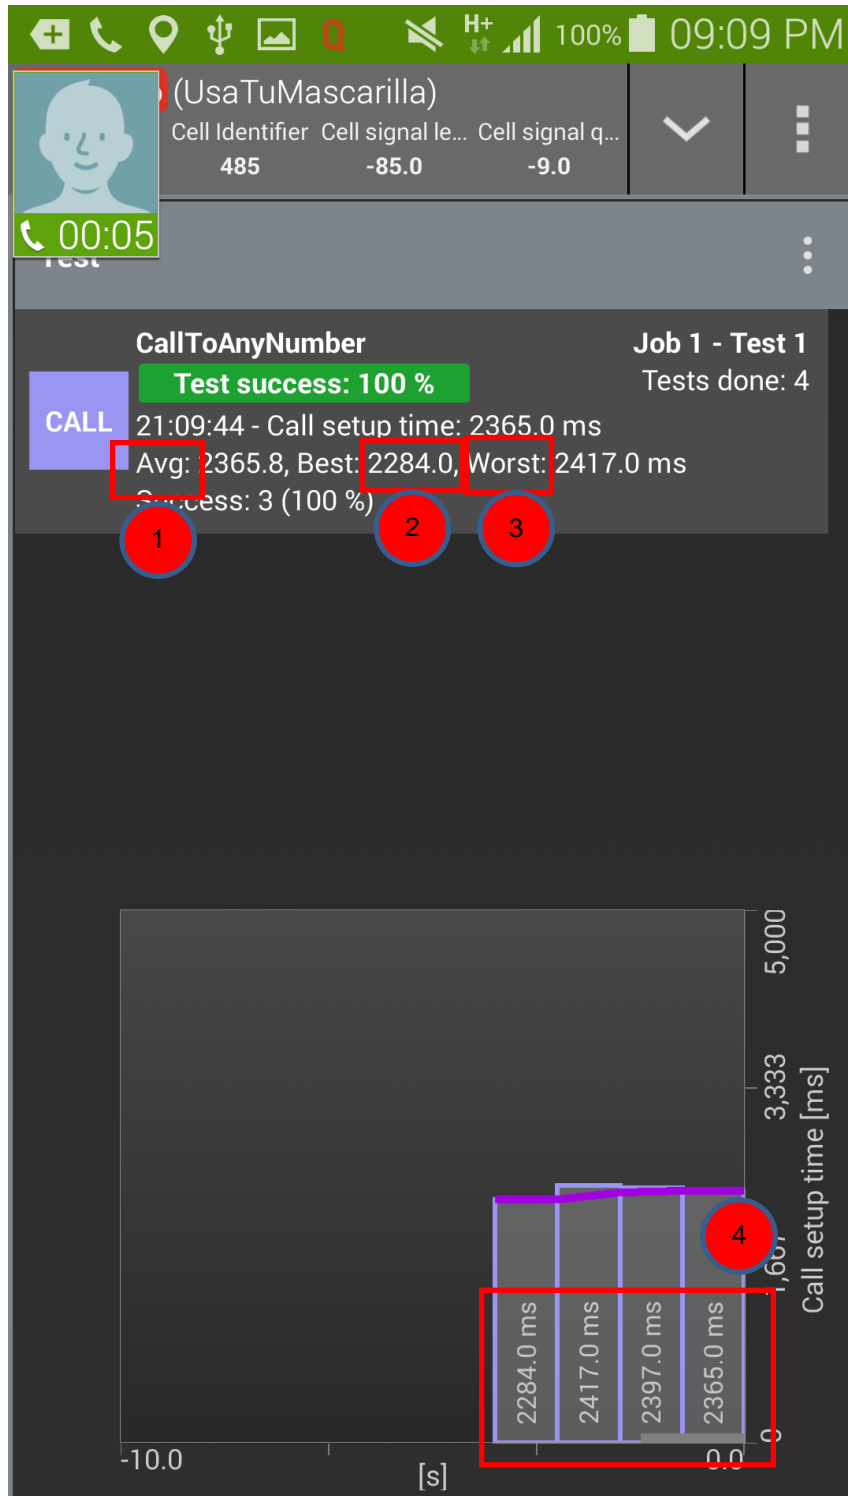 H+ 100% 09:09 PM
(UsaTuMascarilla)
Cell Identifier Cell signal le... Cell signal q...
485 -85.0 -9.0
00:05
Test
CallToAnyNumber
Job 1 - Test 1
Test success: 100 %
Tests done: 4
CALL
21:09:44 - Call setup time: 2365.0 ms
Avg: 2365.8, Best: 2284.0, Worst: 2417.0 ms
Success: 3 (100 %)
1
2
3
5,000
3,333
1,667
0
Call setup time [ms]
4
2284.0 ms
2417.0 ms
2397.0 ms
2365.0 ms
-10.0
[s]
0.0